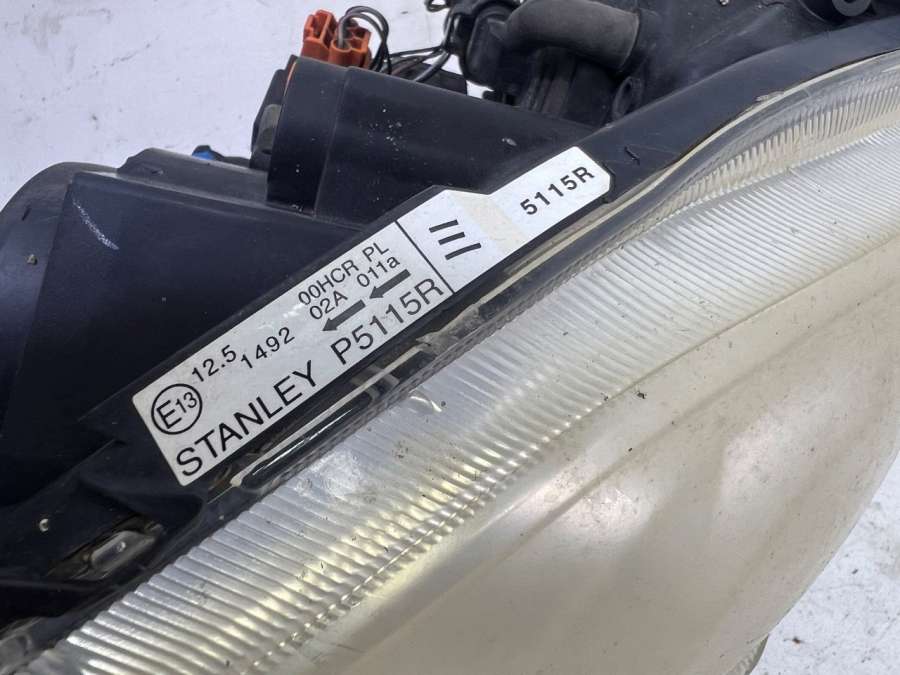 E13
12.5
00HCR PL
1492 02A 011a
STANLEY P5115R
5115R